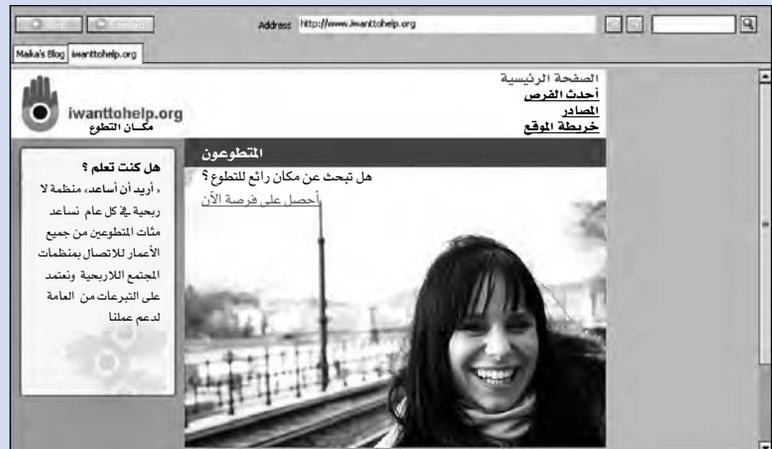 Address http://www.iwanttohelp.org
Maika's Blog iwanttohelp.org
iwanttohelp.org
مكــان التطوع
الصفحة الرئيسية
أحدث الفرص
المصادر
خريطة الموقع
هل كنت تعلم ؟
« أريد أن أساعد» منظمة لا
ربحية في كل عام نساعد
مئات المتطوعين من جميع
الأعمار للاتصال بمنظمات
المجتمع اللاربحية ونعتمد
على التبرعات من العامة
لدعم عملنا
المتطوعون
هل تبحث عن مكان رائع للتطوع ؟
أحصل على فرصة الآن